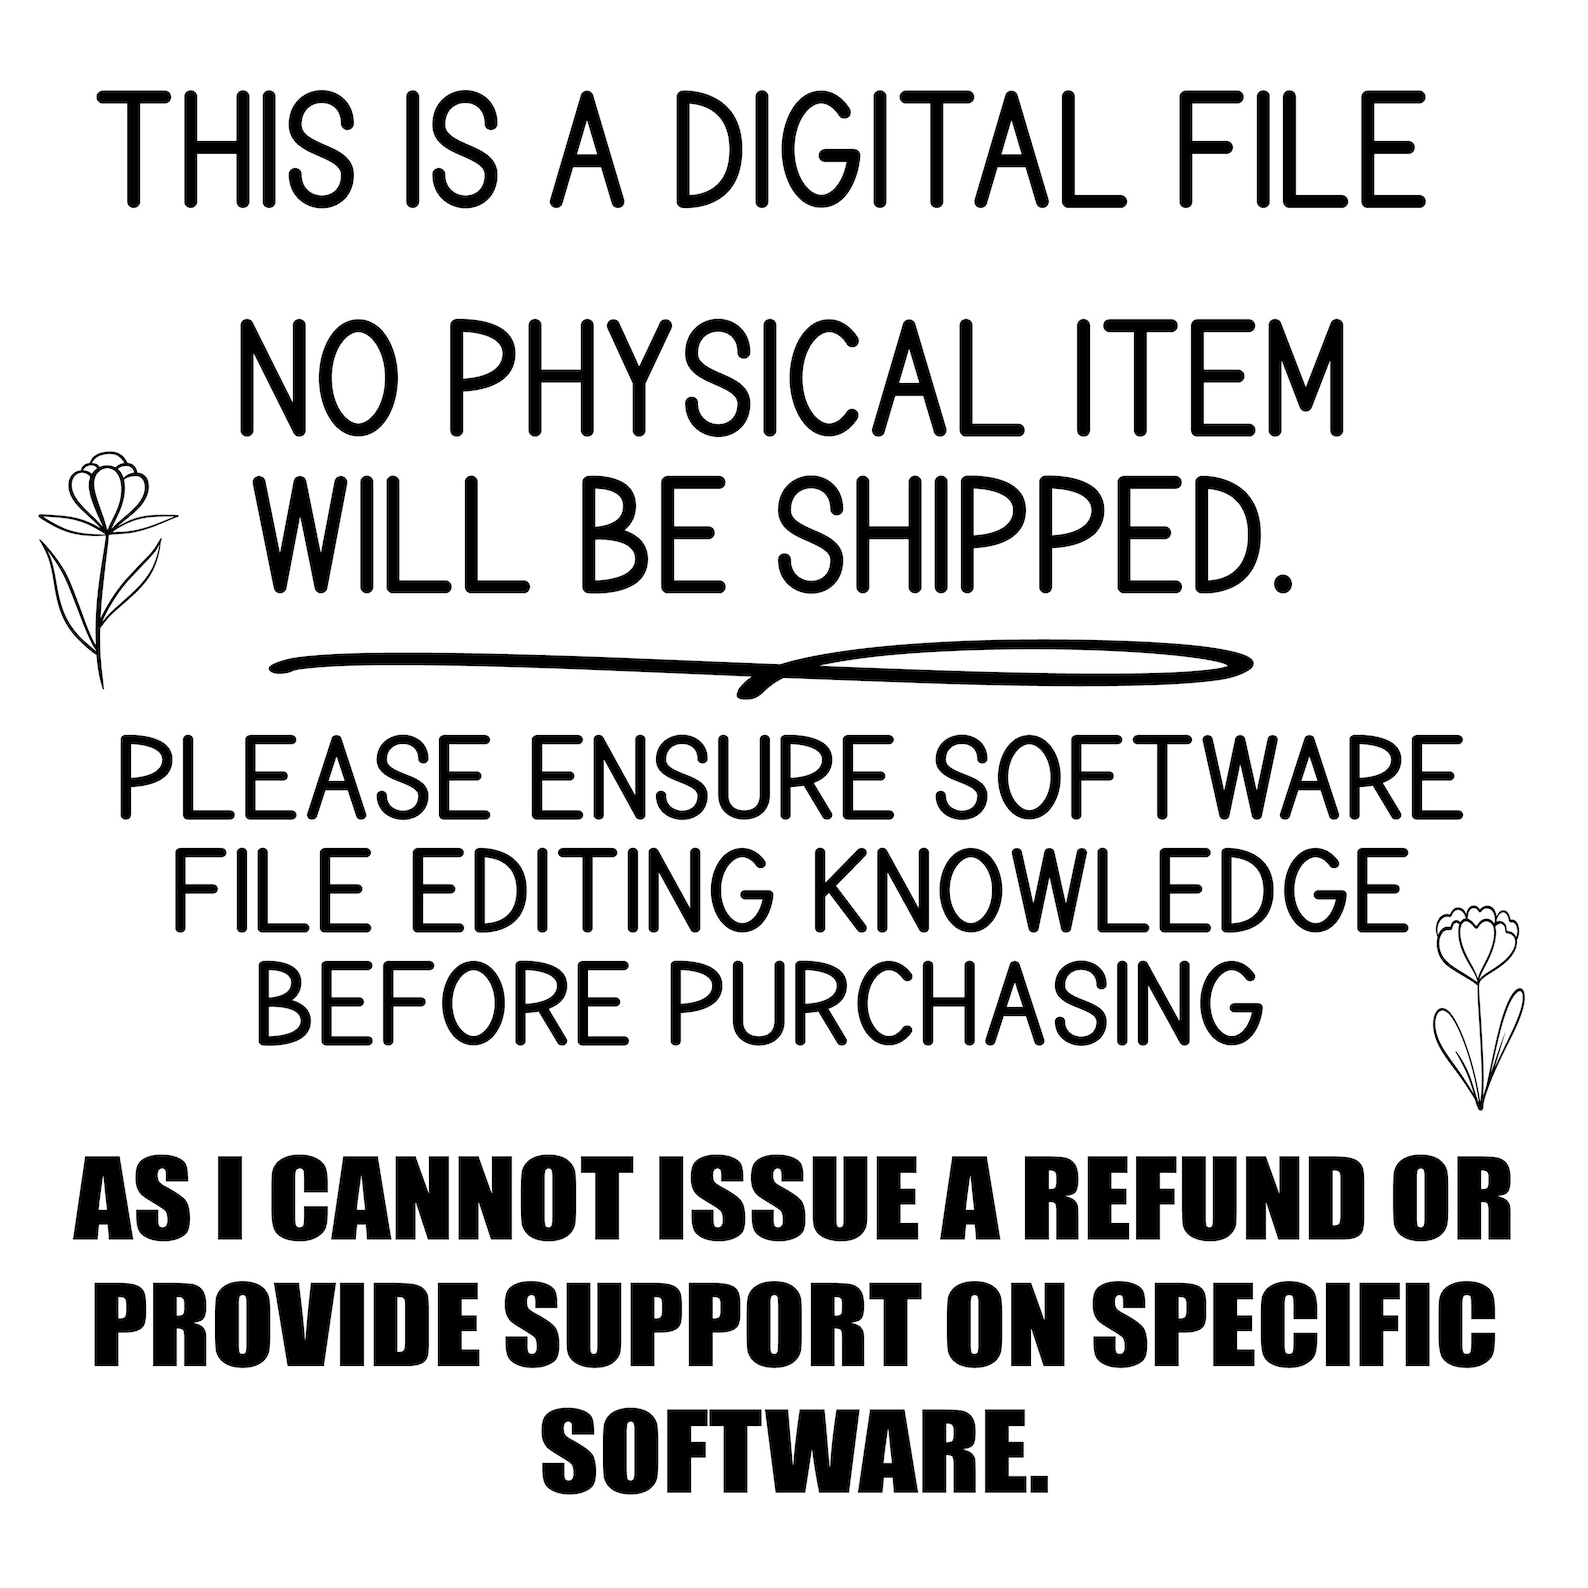 THIS IS A DIGITAL FILE
NO PHYSICAL ITEM
WILL BE SHIPPED.
PLEASE ENSURE SOFTWARE
FILE EDITING KNOWLEDGE
BEFORE PURCHASING
AS I CANNOT ISSUE A REFUND OR
PROVIDE SUPPORT ON SPECIFIC
SOFTWARE.